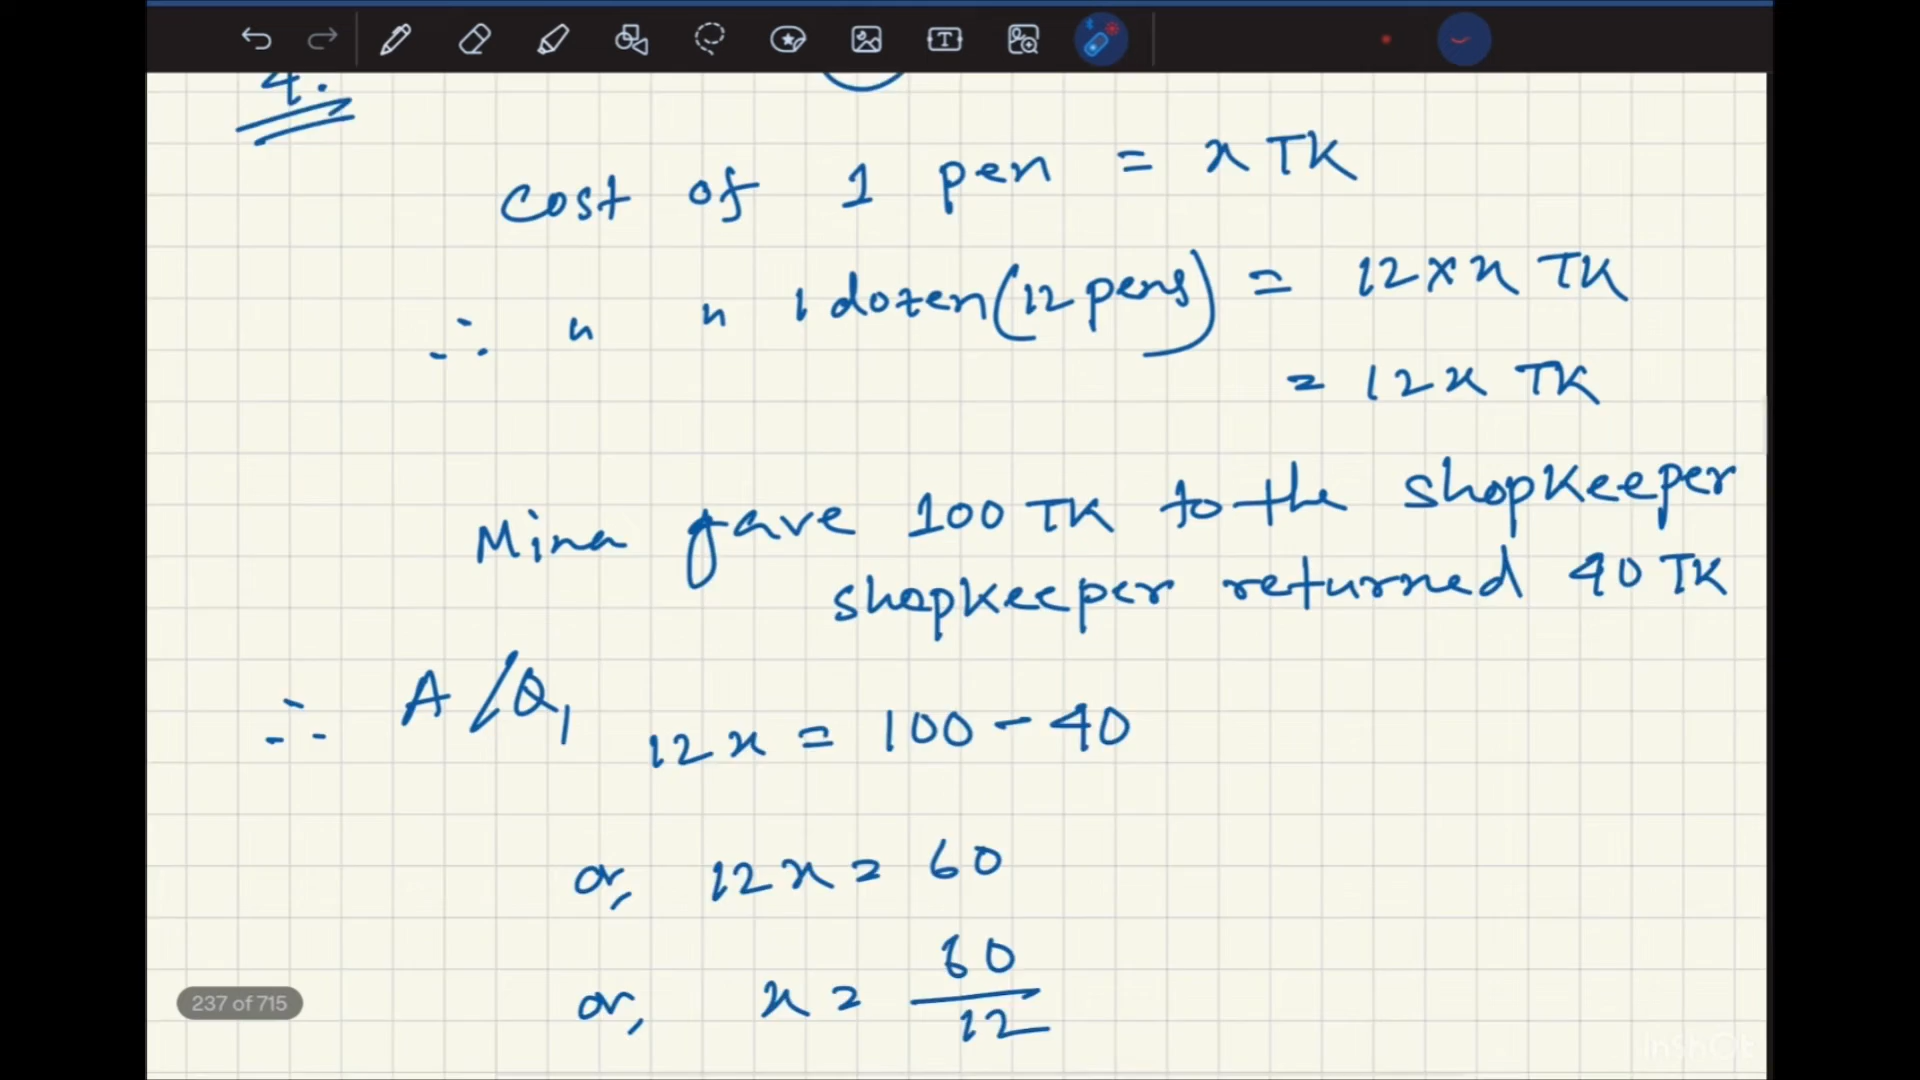 4.
Cost of 1 pen = x TK
∴ " " 1 dozen (12 pens) = 12 × x TK
= 12x TK
Mina gave 100 TK to the shopkeeper
shopkeeper returned 40 TK
∴ A/Q, 12x = 100 - 40
or, 12x = 60
or, x = 60/12
237 of 715
InShOt